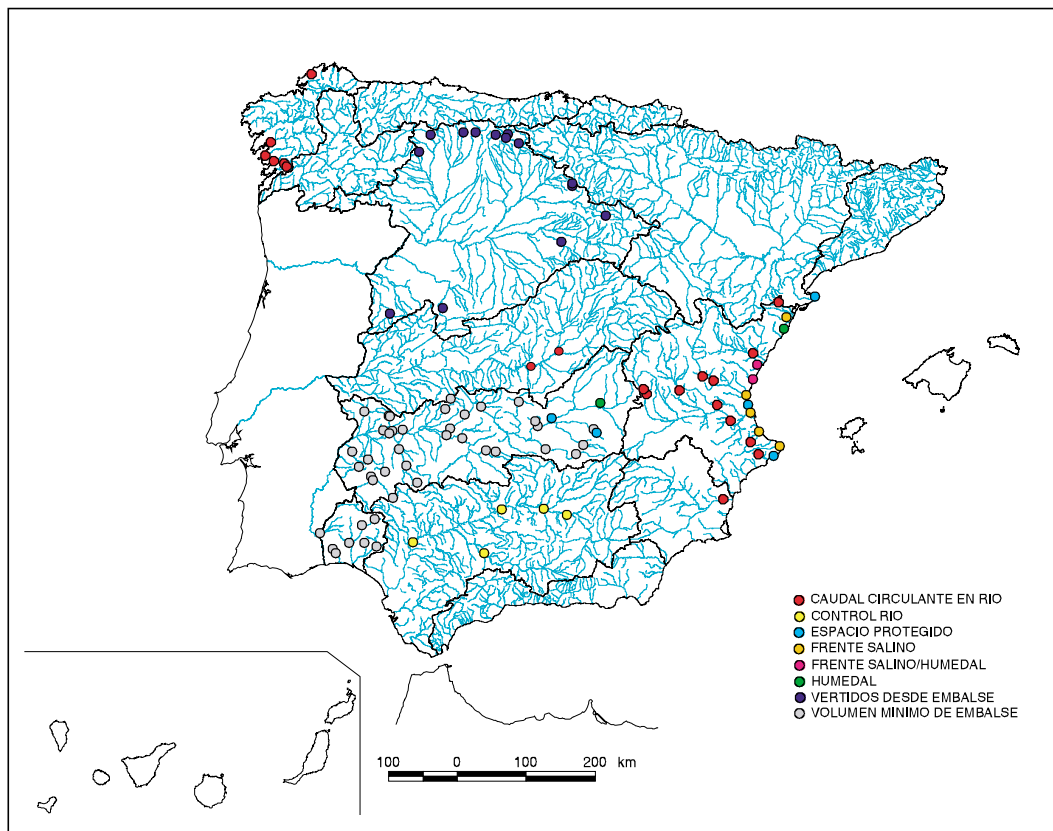 CAUDAL CIRCULANTE EN RIO
CONTROL RIO
ESPACIO PROTEGIDO
FRENTE SALINO
FRENTE SALINO/HUMEDAL
HUMEDAL
VERTIDOS DESDE EMBALSE
VOLUMEN MINIMO DE EMBALSE
100 0 100 200 km